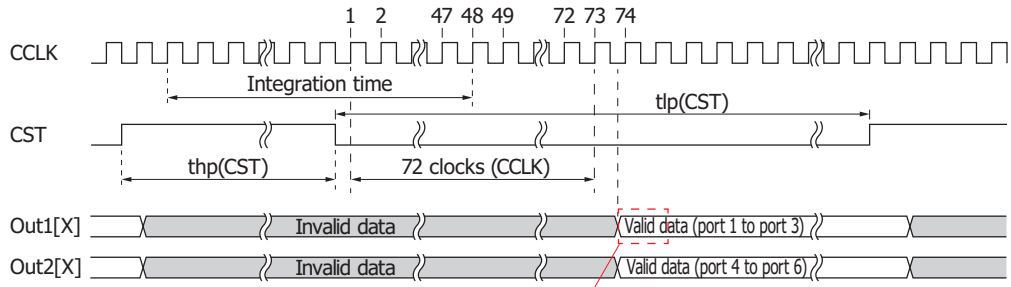 1 2 47 48 49 72 73 74
CCLK
Integration time
tlp(CST)
CST
thp(CST)
72 clocks (CCLK)
Out1[X]
Invalid data
Valid data (port 1 to port 3)
Out2[X]
Invalid data
Valid data (port 4 to port 6)